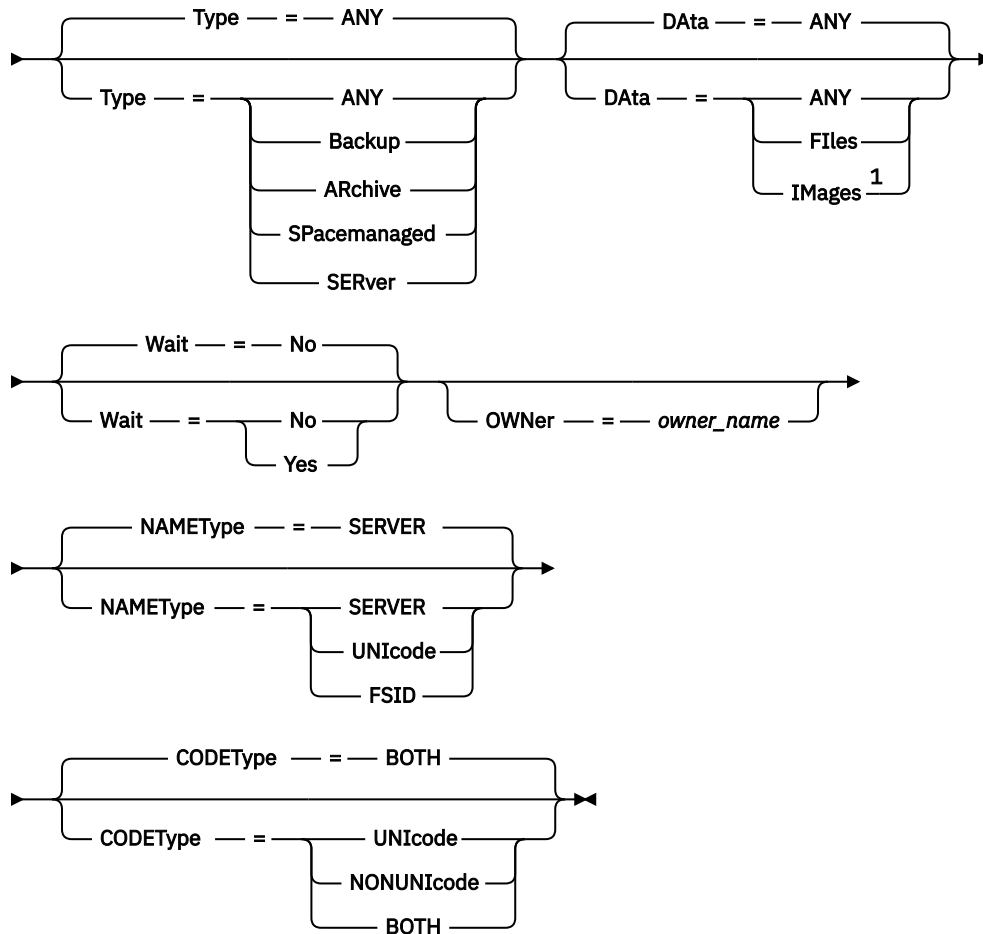 Type = ANY DAta = ANY
Type = ANY DAta = ANY
Backup FIles
ARchive IMages 1
SPacemanaged
SERver
Wait = No
Wait = No OWNer = owner_name
Yes
NAMEType = SERVER
NAMEType = SERVER
UNIcode
FSID
CODEType = BOTH
CODEType = UNIcode
NONUNIcode
BOTH